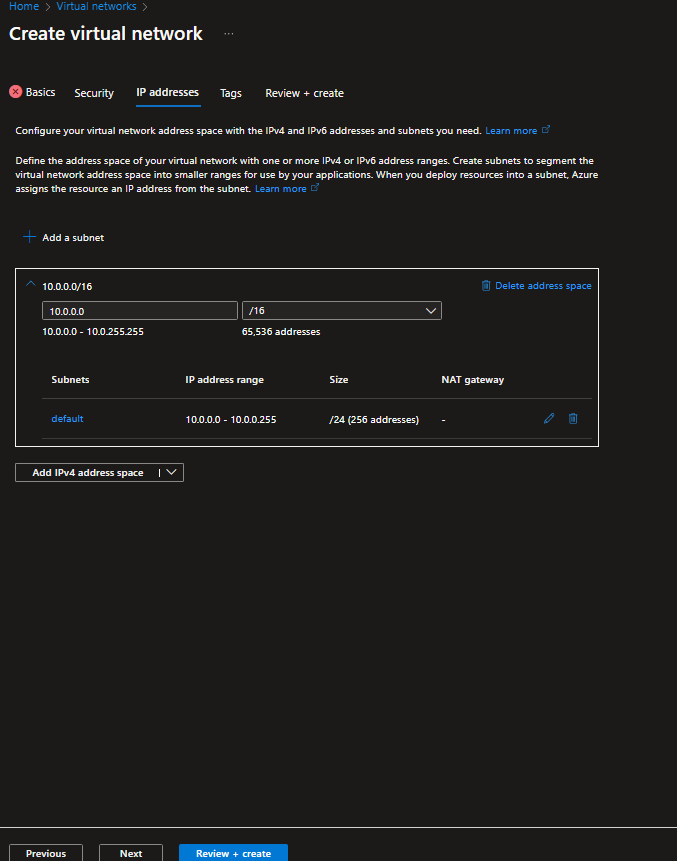 Home > Virtual networks >
Create virtual network ...
Basics Security IP addresses Tags Review + create
Configure your virtual network address space with the IPv4 and IPv6 addresses and subnets you need. Learn more
Define the address space of your virtual network with one or more IPv4 or IPv6 address ranges. Create subnets to segment the
virtual network address space into smaller ranges for use by your applications. When you deploy resources into a subnet, Azure
assigns the resource an IP address from the subnet. Learn more
+ Add a subnet
10.0.0.0/16 Delete address space
10.0.0.0 /16
10.0.0.0 - 10.0.255.255 65,536 addresses
Subnets IP address range Size NAT gateway
default 10.0.0.0 - 10.0.0.255 /24 (256 addresses) -
Add IPv4 address space |
Previous Next Review + create